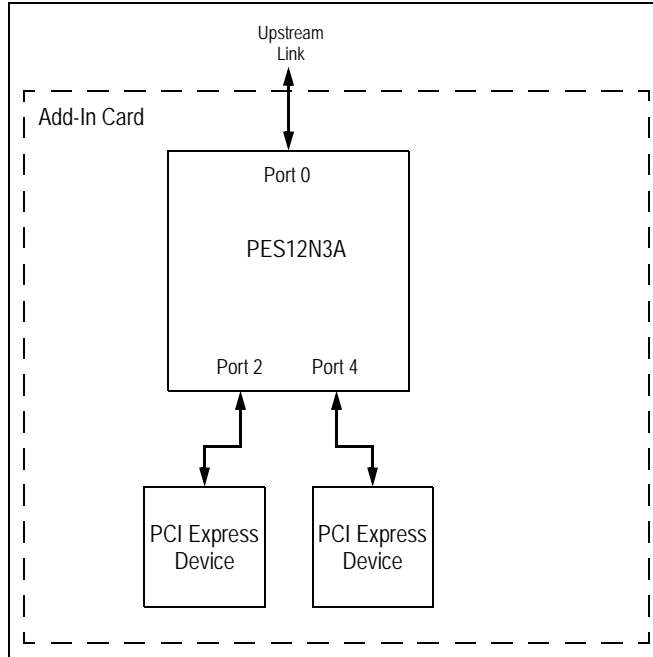 Upstream
Link
Add-In Card
Port 0
PES12N3A
Port 2
Port 4
PCI Express
Device
PCI Express
Device